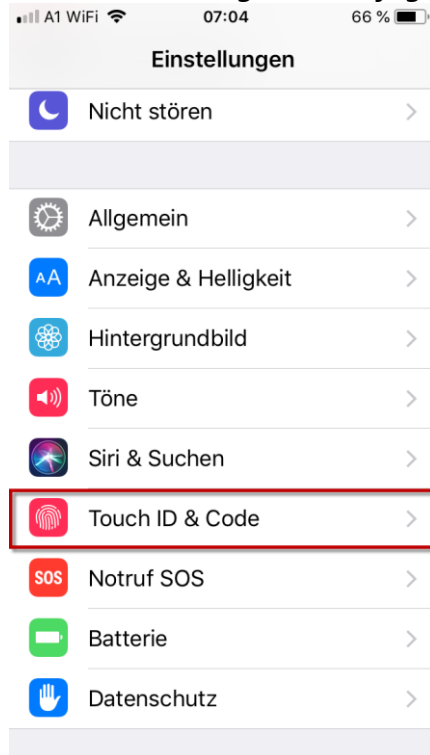 A1 WiFi 07:04 66 %
Einstellungen
Nicht stören
Allgemein
AA Anzeige & Helligkeit
Hintergrundbild
Töne
Siri & Suchen
Touch ID & Code
SOS Notruf SOS
Batterie
Datenschutz